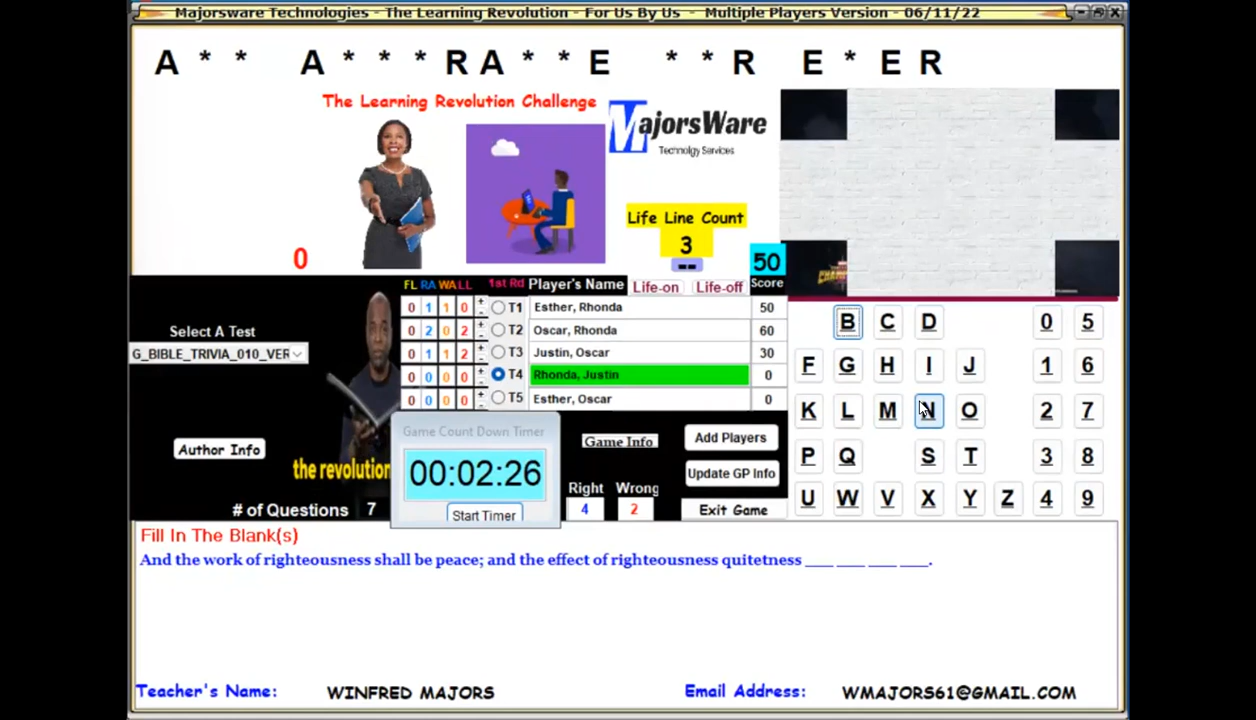 Majorsware Technologies - The Learning Revolution - For Us By Us - Multiple Players Version - 06/11/22
A * * A * * * R A * * E * * R E * E R
The Learning Revolution Challenge
MajorsWare
Technolgy Services
Life Line Count
3
--
0
50
FL RA WA LL 1st Rd Player's Name Life-on Life-off Score
0 1 1 0 + - T1 Esther, Rhonda 50
0 2 0 2 + - T2 Oscar, Rhonda 60
0 1 1 2 + - T3 Justin, Oscar 30
0 0 0 0 + - T4 Rhonda, Justin 0
0 0 0 0 + - T5 Esther, Oscar 0
Select A Test
G_BIBLE_TRIVIA_010_VER
Author Info
the revolution
# of Questions 7
Game Count Down Timer
00:02:26
Start Timer
Game Info
Right Wrong
4 2
Add Players
Update GP Info
Exit Game
B C D 0 5
F G H I J 1 6
K L M N O 2 7
P Q S T 3 8
U W V X Y Z 4 9
Fill In The Blank(s)
And the work of righteousness shall be peace; and the effect of righteousness quitetness ___ ___ ___ ___.
Teacher's Name: WINFRED MAJORS Email Address: WMAJORS61@GMAIL.COM